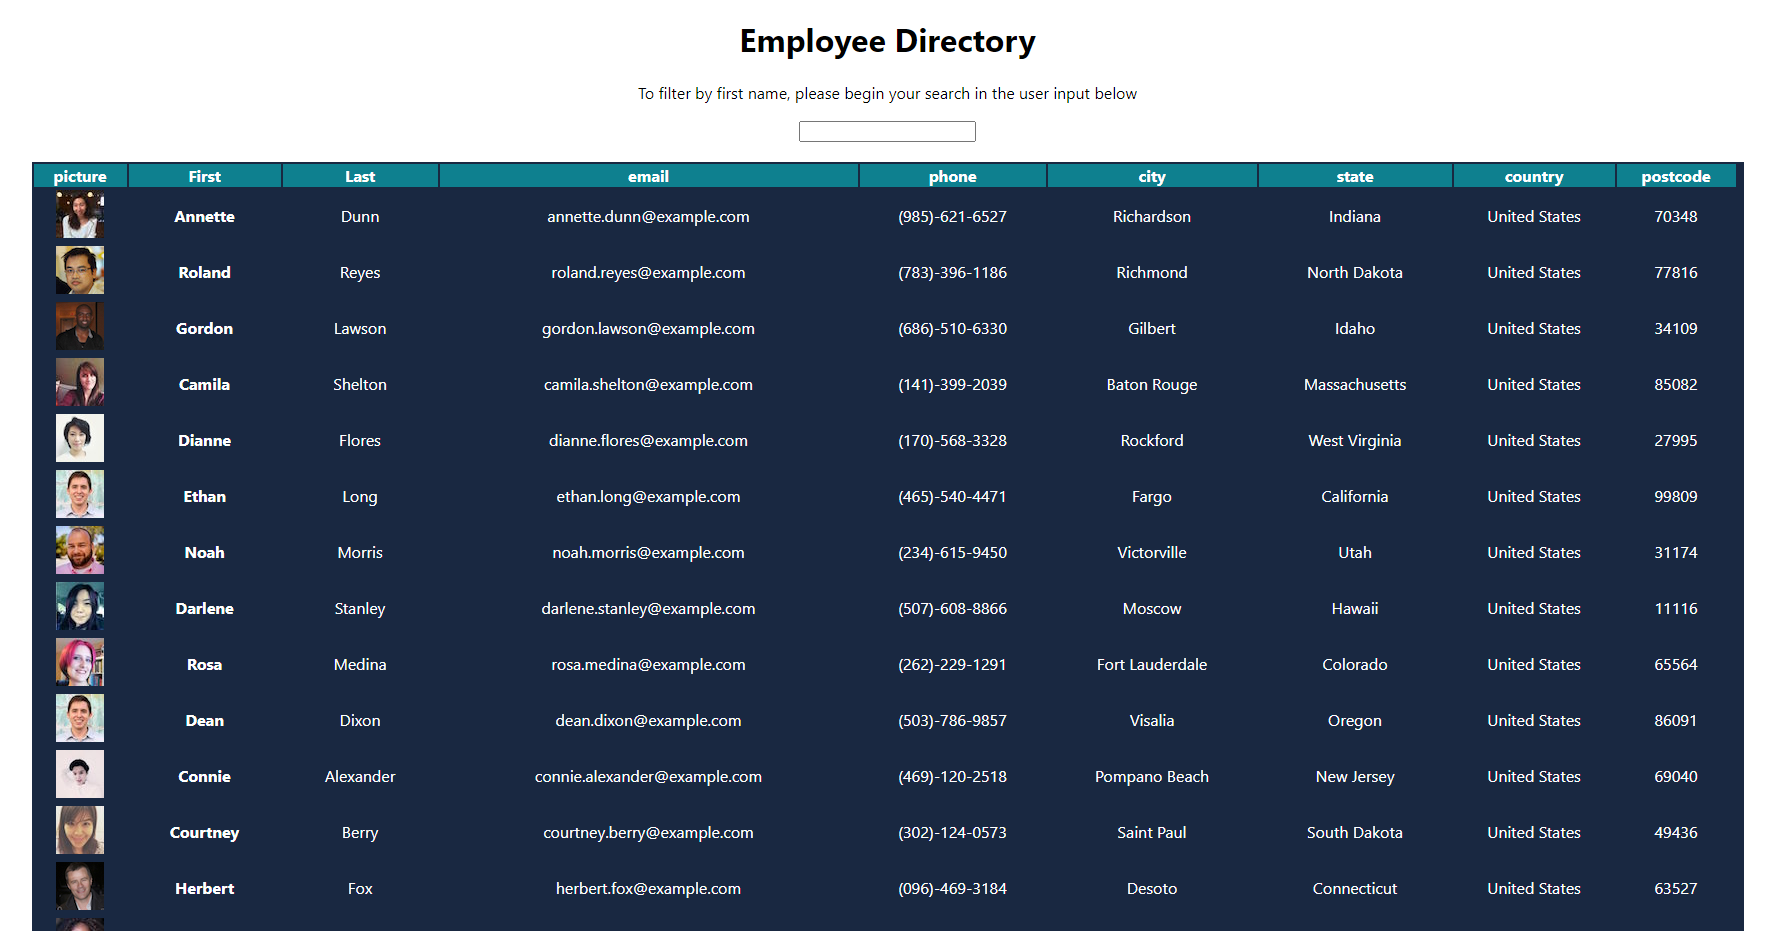 Employee Directory
To filter by first name, please begin your search in the user input below
picture First Last email phone city state country postcode
Annette Dunn annette.dunn@example.com (985)-621-6527 Richardson Indiana United States 70348
Roland Reyes roland.reyes@example.com (783)-396-1186 Richmond North Dakota United States 77816
Gordon Lawson gordon.lawson@example.com (686)-510-6330 Gilbert Idaho United States 34109
Camila Shelton camila.shelton@example.com (141)-399-2039 Baton Rouge Massachusetts United States 85082
Dianne Flores dianne.flores@example.com (170)-568-3328 Rockford West Virginia United States 27995
Ethan Long ethan.long@example.com (465)-540-4471 Fargo California United States 99809
Noah Morris noah.morris@example.com (234)-615-9450 Victorville Utah United States 31174
Darlene Stanley darlene.stanley@example.com (507)-608-8866 Moscow Hawaii United States 11116
Rosa Medina rosa.medina@example.com (262)-229-1291 Fort Lauderdale Colorado United States 65564
Dean Dixon dean.dixon@example.com (503)-786-9857 Visalia Oregon United States 86091
Connie Alexander connie.alexander@example.com (469)-120-2518 Pompano Beach New Jersey United States 69040
Courtney Berry courtney.berry@example.com (302)-124-0573 Saint Paul South Dakota United States 49436
Herbert Fox herbert.fox@example.com (096)-469-3184 Desoto Connecticut United States 63527